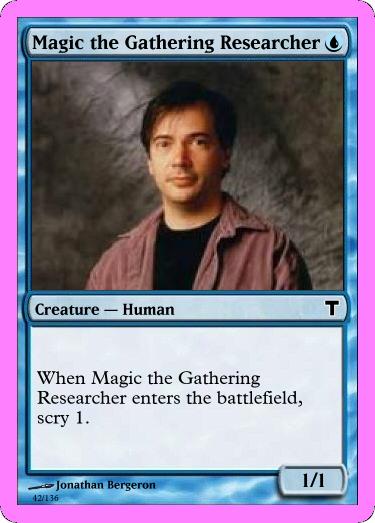 Magic the Gathering Researcher
Creature — Human
T
When Magic the Gathering
Researcher enters the battlefield,
scry 1.
Jonathan Bergeron
1/1
42/136